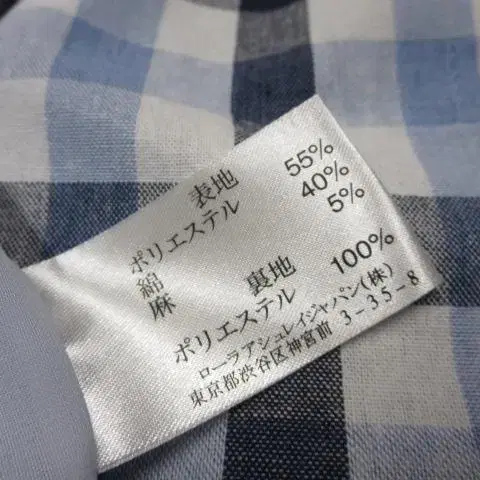 表地
ポリエステル 55%
綿 40%
麻 5%
裏地
ポリエステル 100%
ローラアシュレイジャパン(株)
東京都渋谷区神宮前 3-35-8